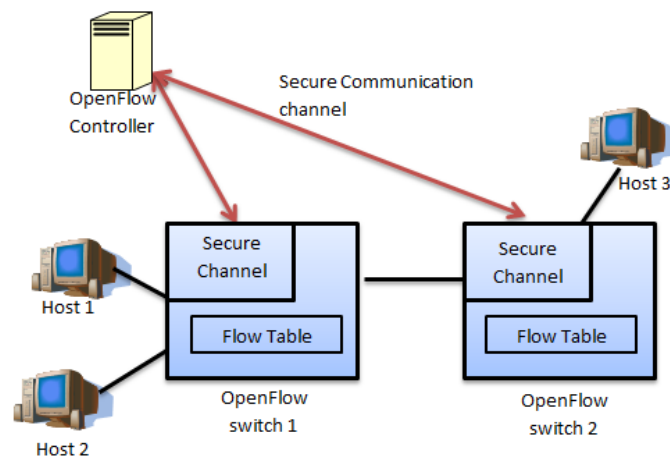 OpenFlow
Controller
Secure Communication
channel
Host 3
Secure
Channel
Secure
Channel
Host 1
Flow Table
Flow Table
OpenFlow
switch 1
OpenFlow
switch 2
Host 2